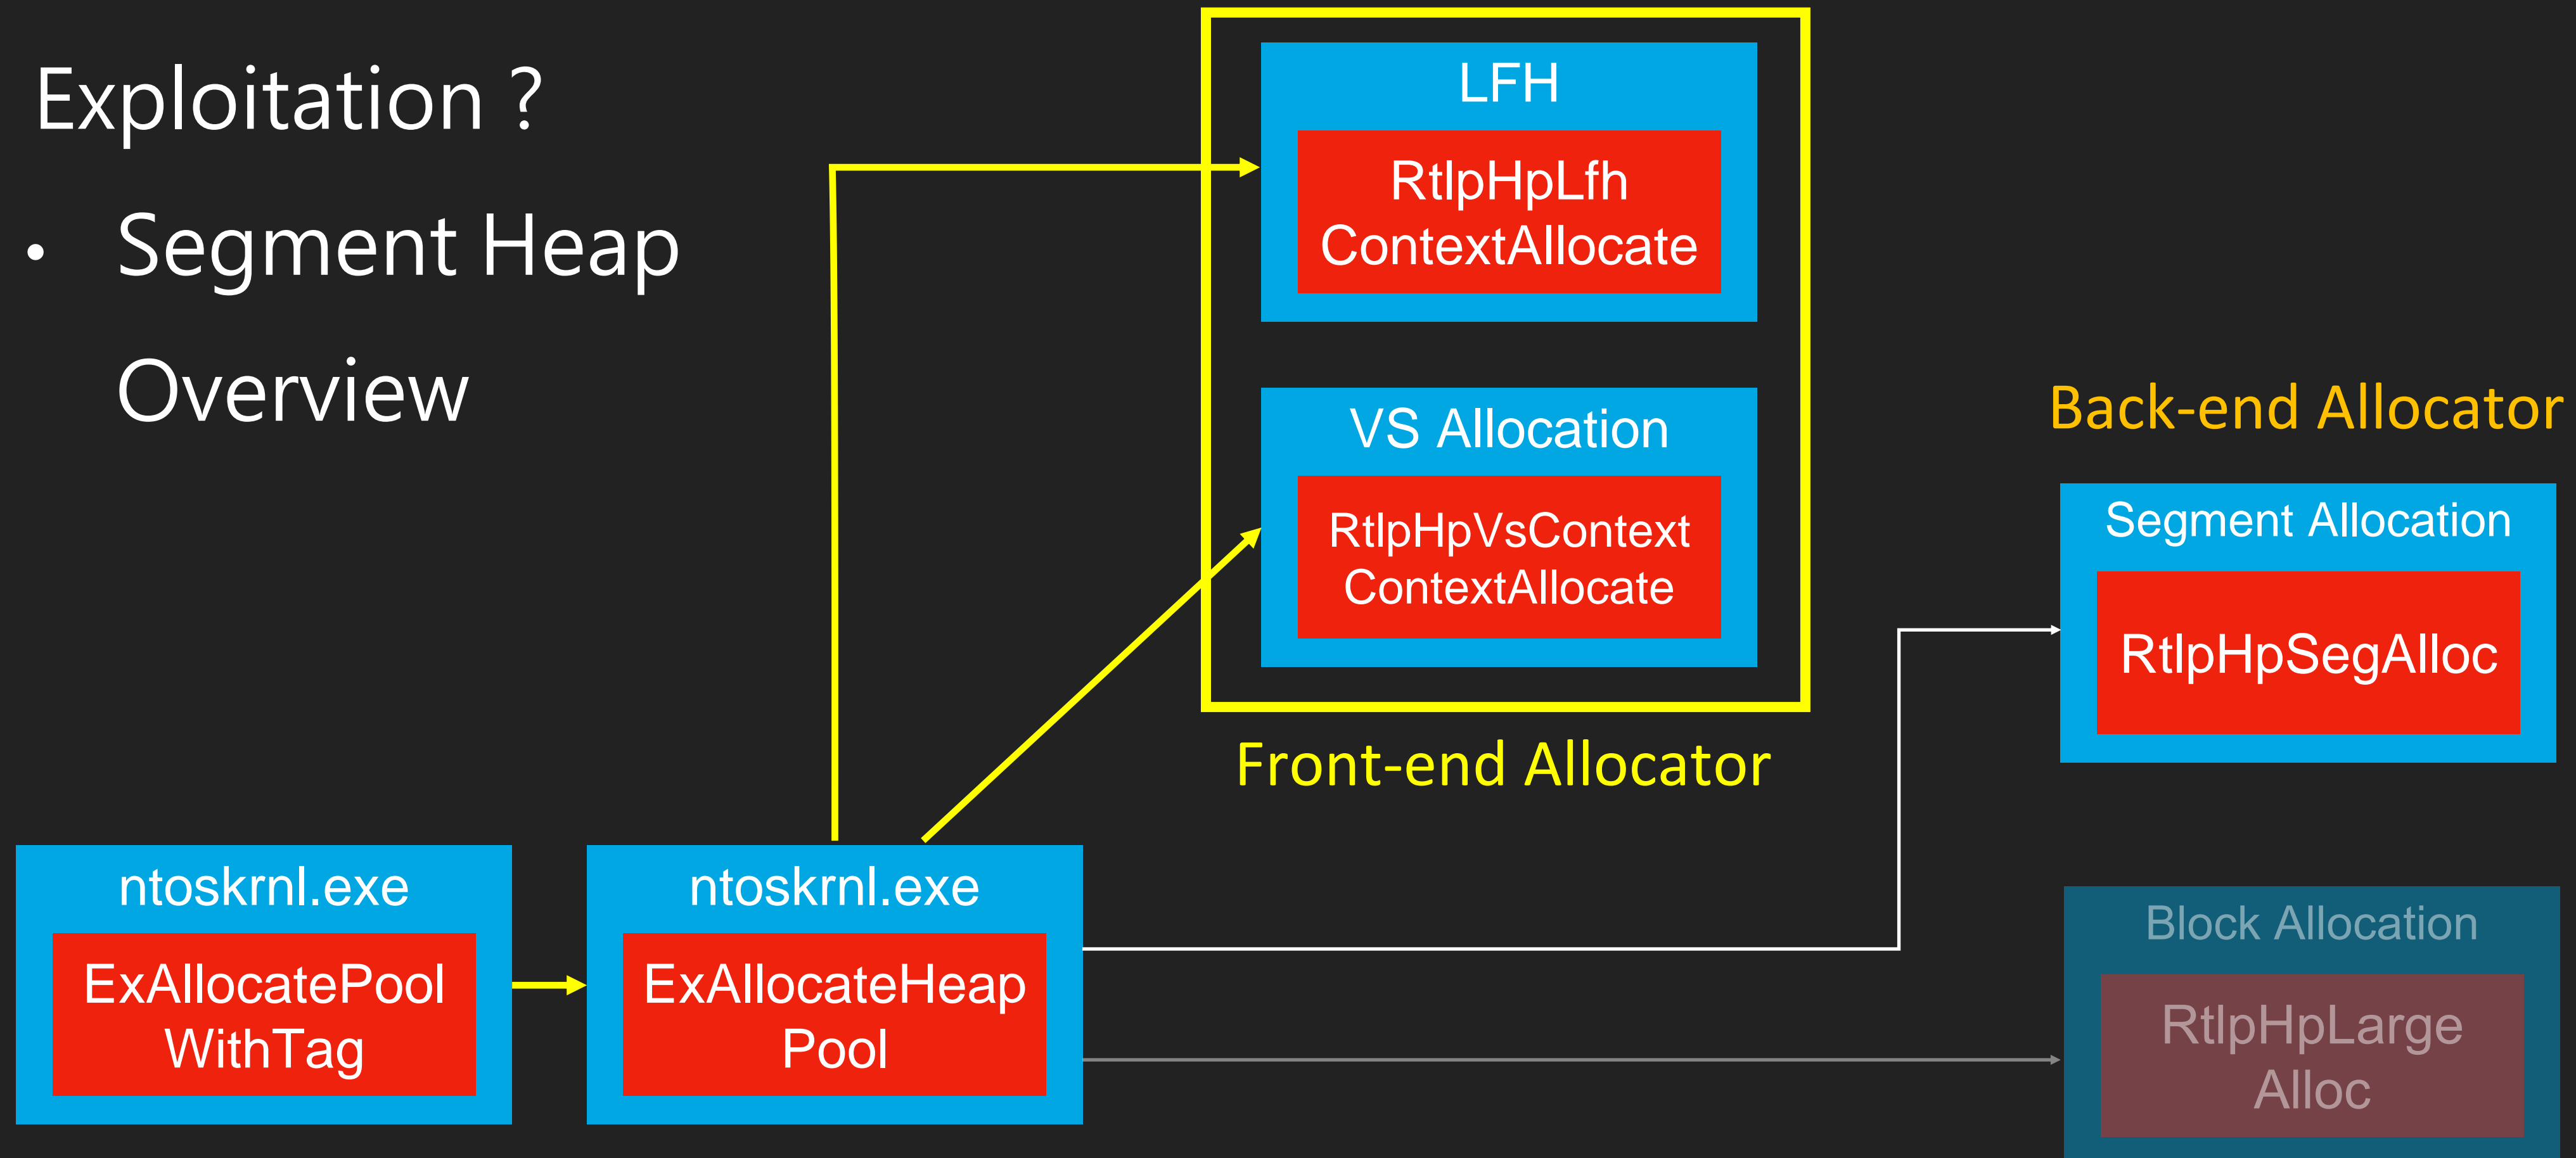 Exploitation ?
• Segment Heap
Overview
LFH
RtlpHpLfh
ContextAllocate
VS Allocation
RtlpHpVsContext
ContextAllocate
Front-end Allocator
Back-end Allocator
Segment Allocation
RtlpHpSegAlloc
ntoskrnl.exe
ExAllocatePool
WithTag
ntoskrnl.exe
ExAllocateHeap
Pool
Block Allocation
RtlpHpLarge
Alloc